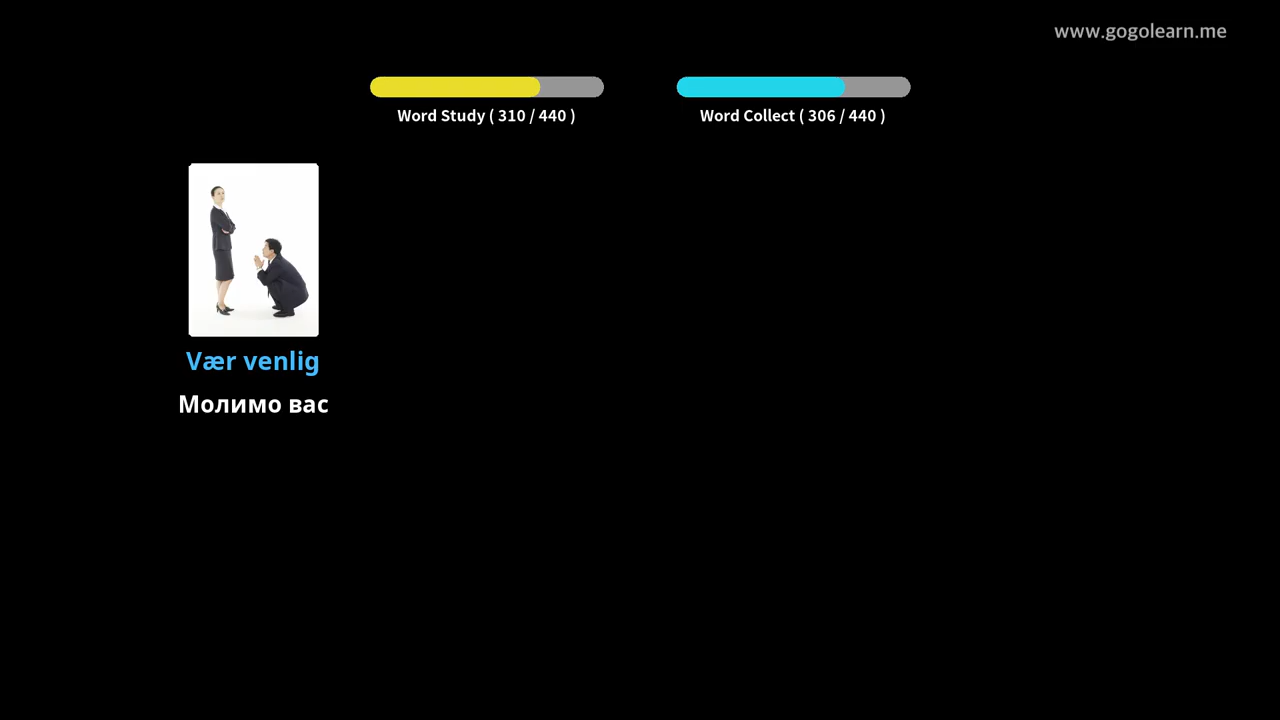 www.gogolearn.me
Word Study ( 310 / 440 )
Word Collect ( 306 / 440 )
Vær venlig
Молимо вас